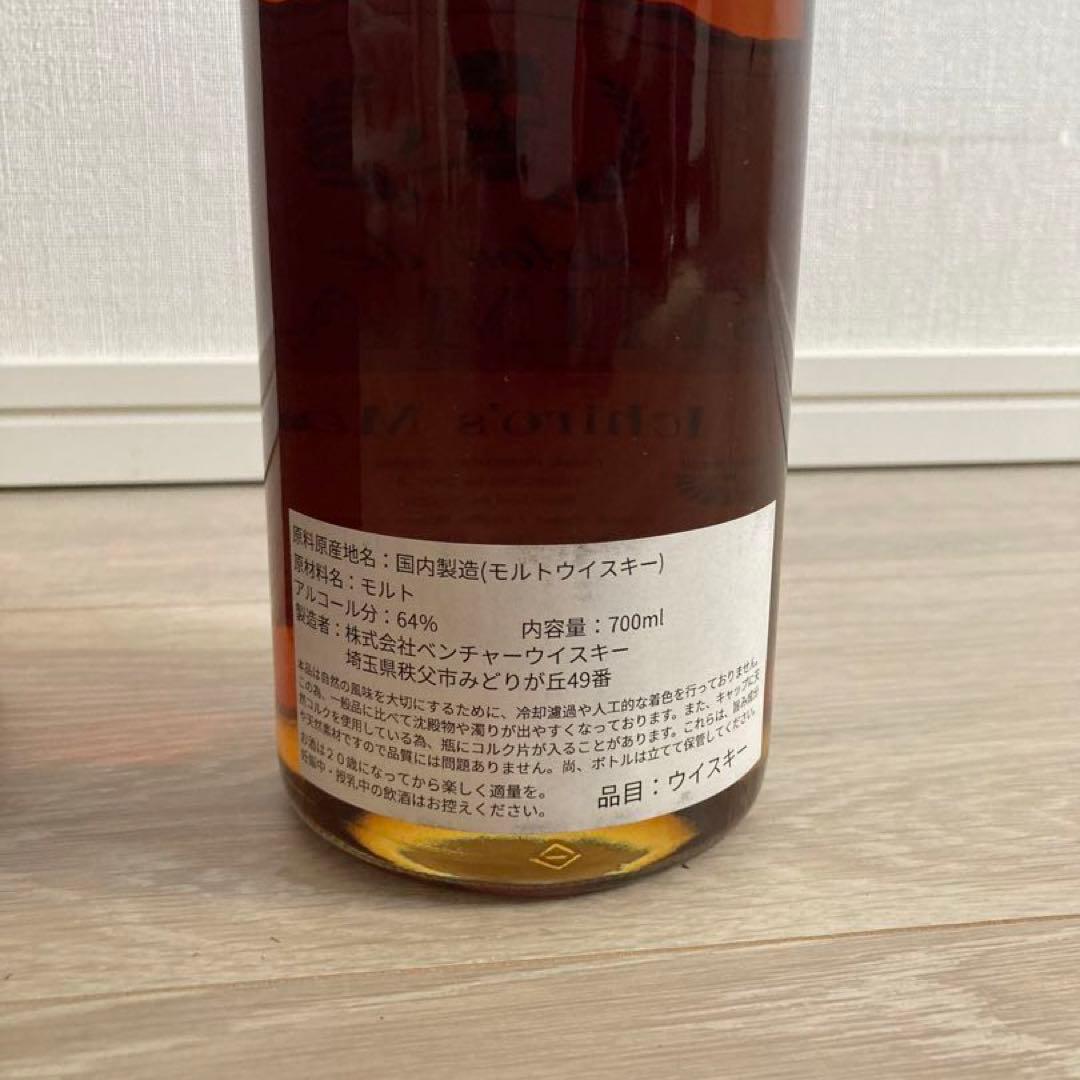 Ichiro's
原料原産地名：国内製造(モルトウイスキー)
原材料名：モルト
アルコール分：64%　内容量：700ml
製造者：株式会社ベンチャーウイスキー
埼玉県秩父市みどりが丘49番
本品は自然の風味を大切にするために、冷却濾過や人工的な着色を行っておりません。
この為、一般品に比べて沈殿物や濁りが出やすくなっております。また、キャップに天
然コルクを使用している為、瓶にコルク片が入ることがあります。これらは、旨み成分
や天然素材ですので品質には問題ありません。尚、ボトルは立てて保管してください。
お酒は20歳になってから楽しく適量を。
妊娠中・授乳中の飲酒はお控えください。
品目：ウイスキー